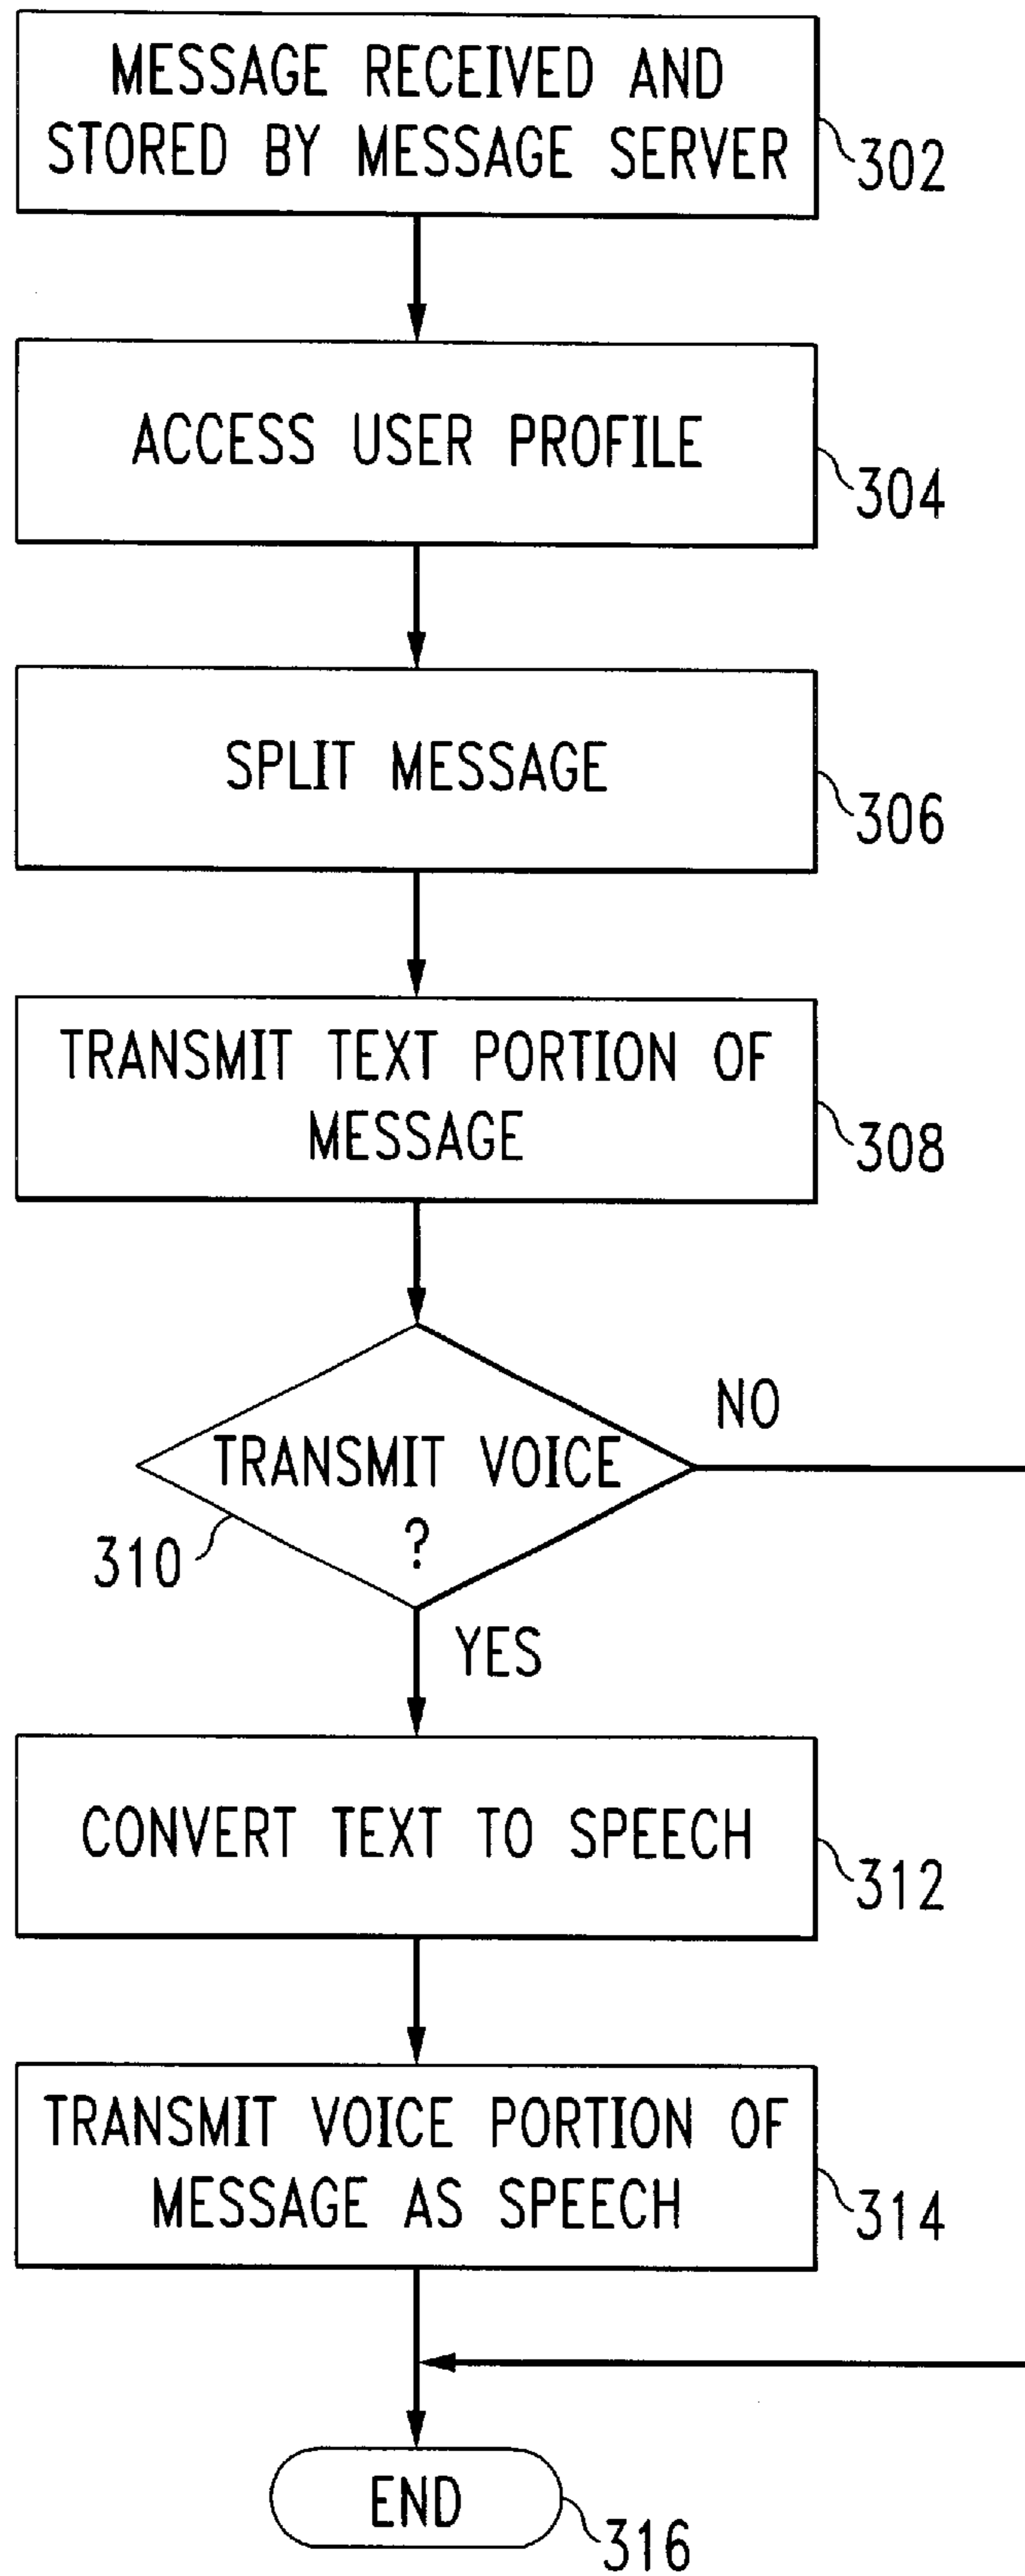 MESSAGE RECEIVED AND
STORED BY MESSAGE SERVER
302
ACCESS USER PROFILE
304
SPLIT MESSAGE
306
TRANSMIT TEXT PORTION OF
MESSAGE
308
NO
TRANSMIT VOICE
?
310
YES
CONVERT TEXT TO SPEECH
312
TRANSMIT VOICE PORTION OF
MESSAGE AS SPEECH
314
END
316